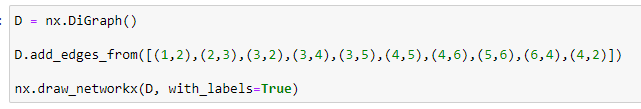 D = nx.DiGraph()
D.add_edges_from([(1,2),(2,3),(3,2),(3,4),(3,5),(4,5),(4,6),(5,6),(6,4),(4,2)])
nx.draw_networkx(D, with_labels=True)